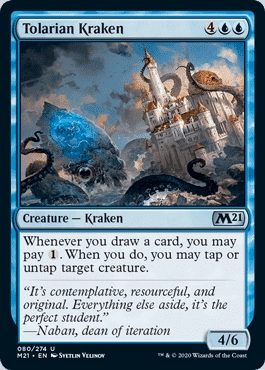 Tolarian Kraken 4
Creature — Kraken M21
Whenever you draw a card, you may
pay 1. When you do, you may tap or
untap target creature.
"It's contemplative, resourceful, and
original. Everything else aside, it's the
perfect student."
—Naban, dean of iteration
4/6
080/274 U
M21 • EN SVETLIN VELINOV ™ & © 2020 Wizards of the Coast